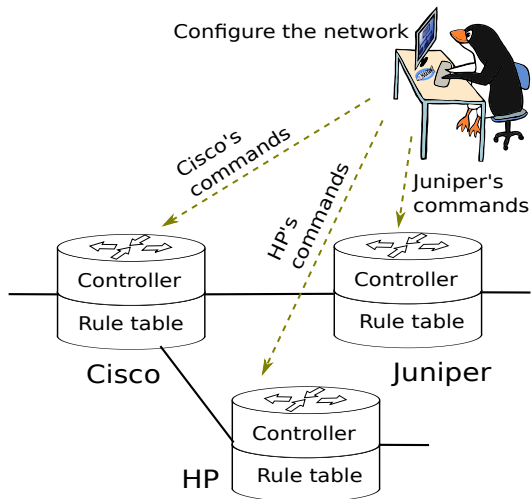 Configure the network
Cisco's
commands
HP's
commands
Juniper's
commands
Controller
Rule table
Cisco
Controller
Rule table
Juniper
Controller
Rule table
HP